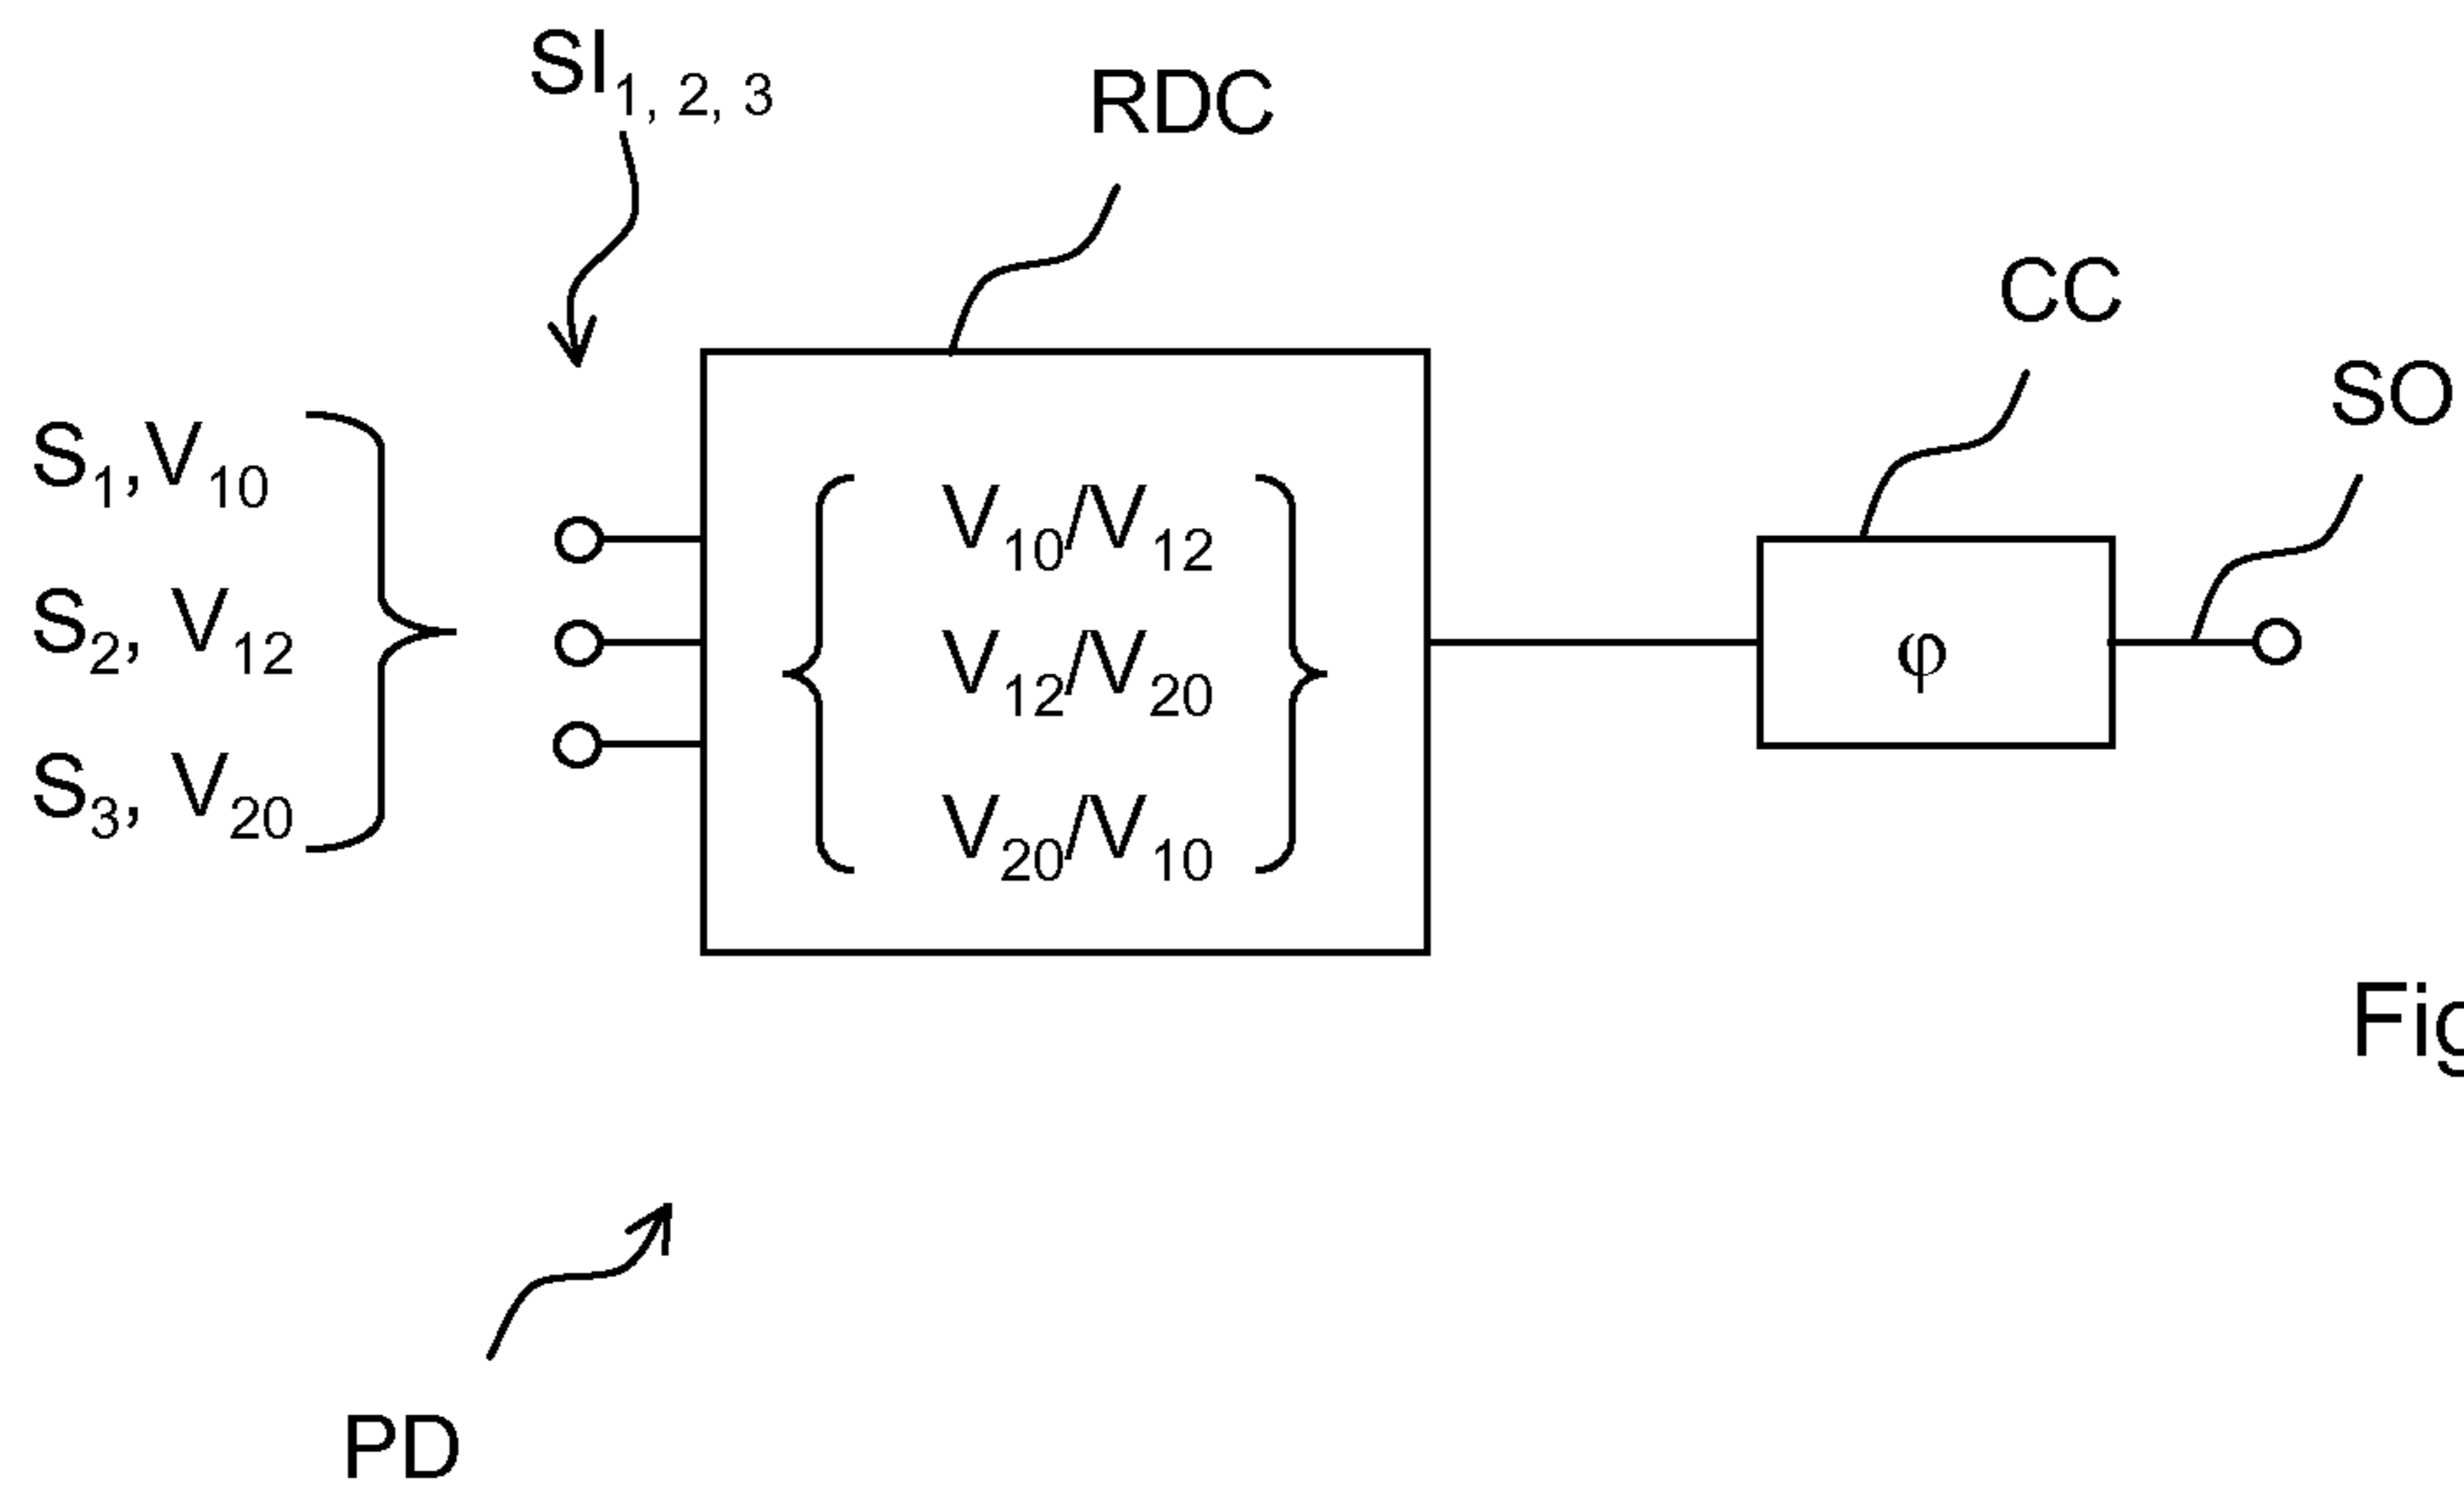 SI1, 2, 3
RDC
CC
SO
S1,V10
S2, V12
S3, V20
V10/V12
V12/V20
V20/V10
φ
PD